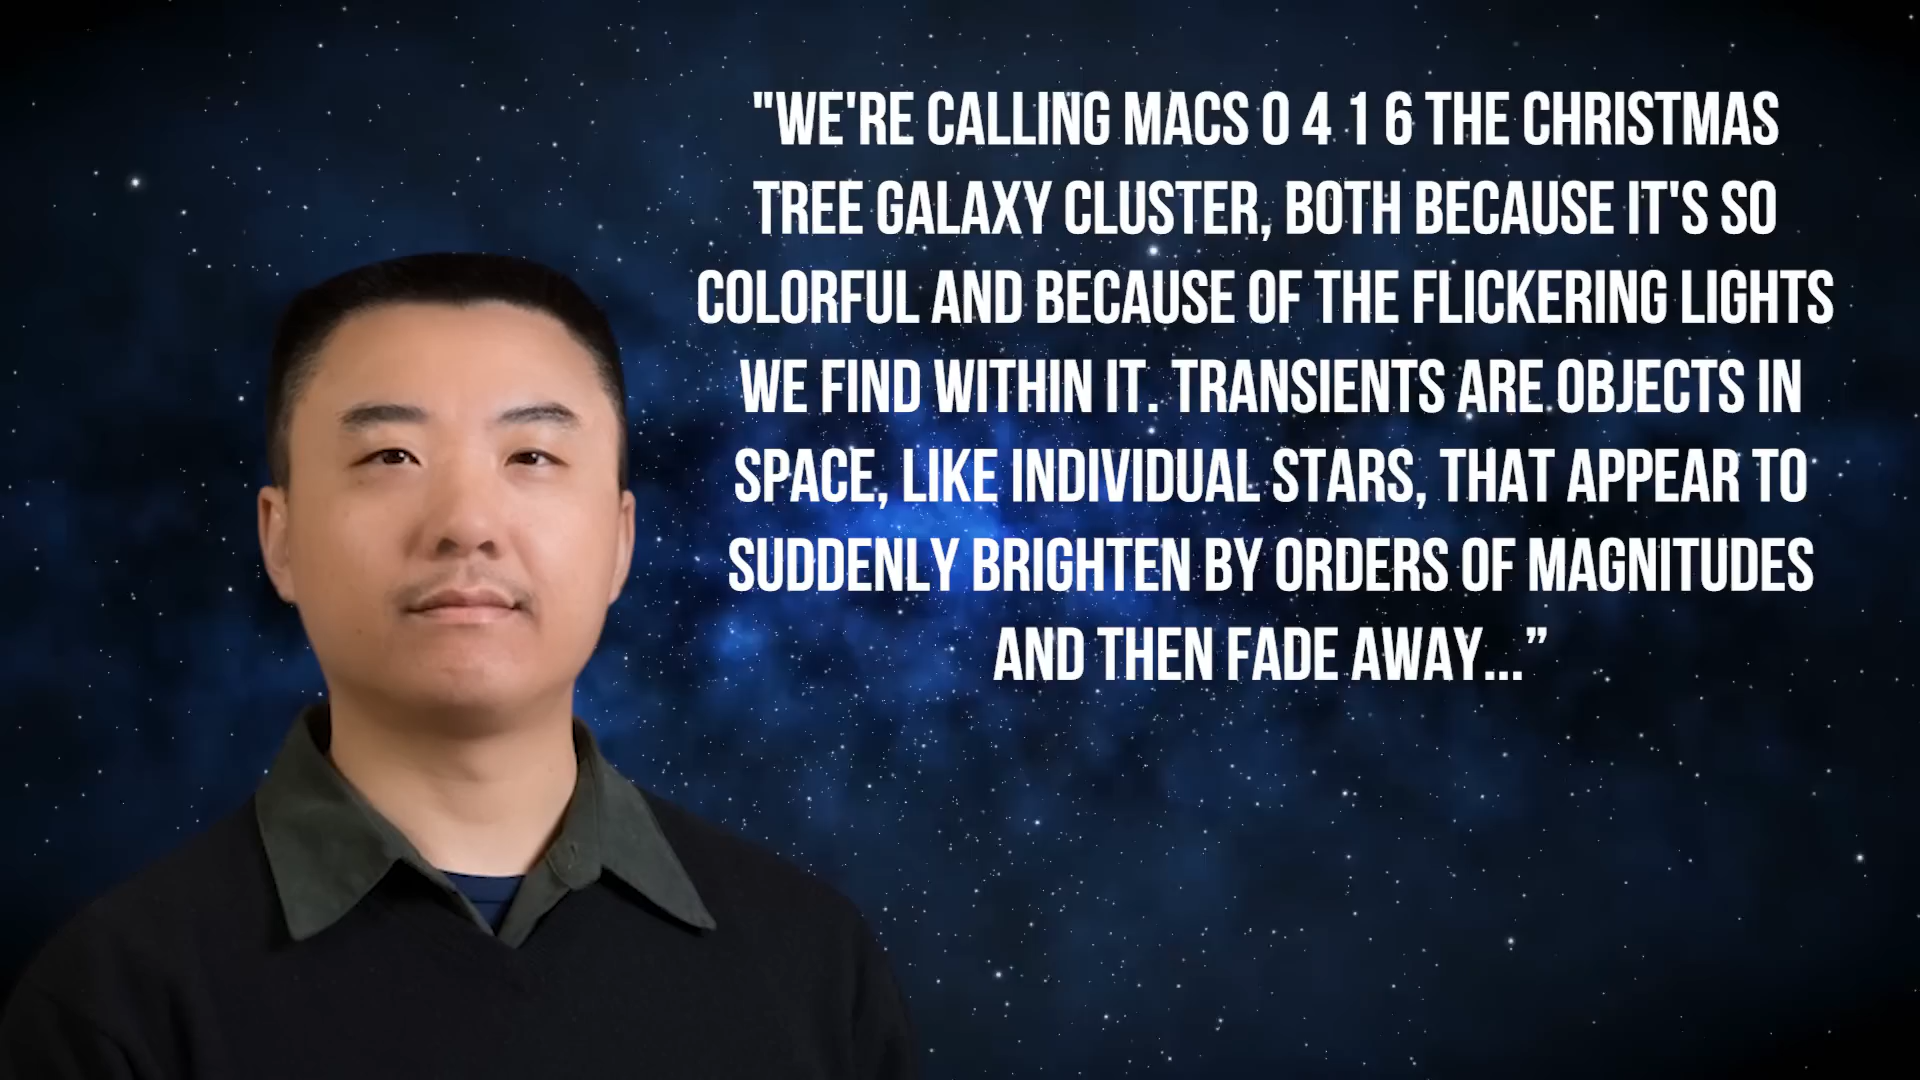 "WE'RE CALLING MACS 0 4 1 6 THE CHRISTMAS
TREE GALAXY CLUSTER, BOTH BECAUSE IT'S SO
COLORFUL AND BECAUSE OF THE FLICKERING LIGHTS
WE FIND WITHIN IT. TRANSIENTS ARE OBJECTS IN
SPACE, LIKE INDIVIDUAL STARS, THAT APPEAR TO
SUDDENLY BRIGHTEN BY ORDERS OF MAGNITUDES
AND THEN FADE AWAY...”